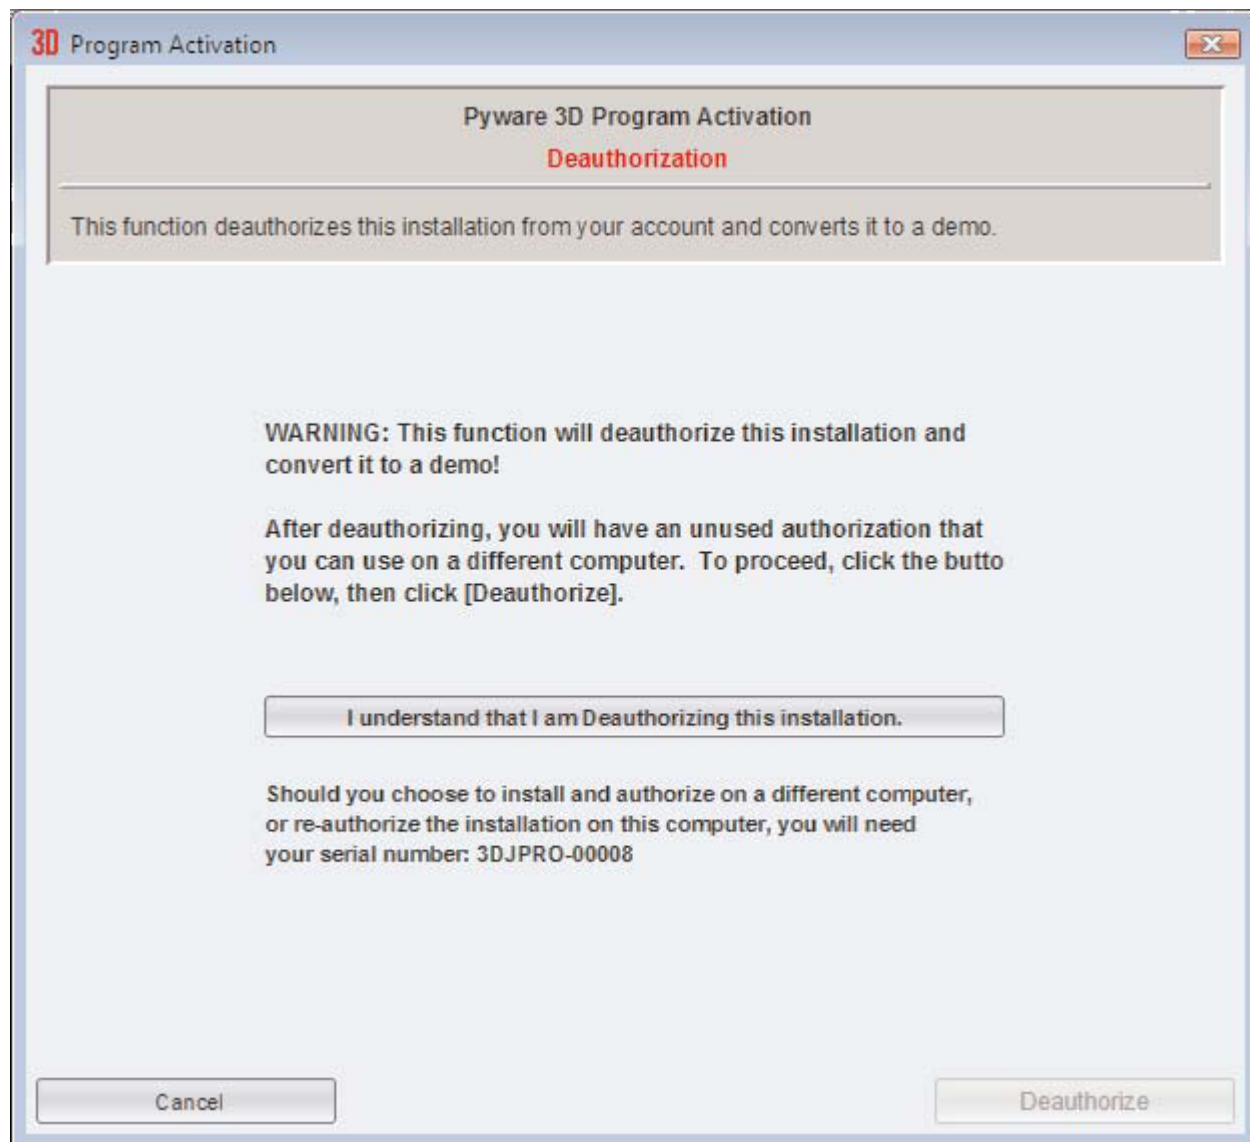 3D Program Activation
Pyware 3D Program Activation
Deauthorization
This function deauthorizes this installation from your account and converts it to a demo.
WARNING: This function will deauthorize this installation and
convert it to a demo!
After deauthorizing, you will have an unused authorization that
you can use on a different computer. To proceed, click the butto
below, then click [Deauthorize].
I understand that I am Deauthorizing this installation.
Should you choose to install and authorize on a different computer,
or re-authorize the installation on this computer, you will need
your serial number: 3DJPRO-00008
Cancel
Deauthorize